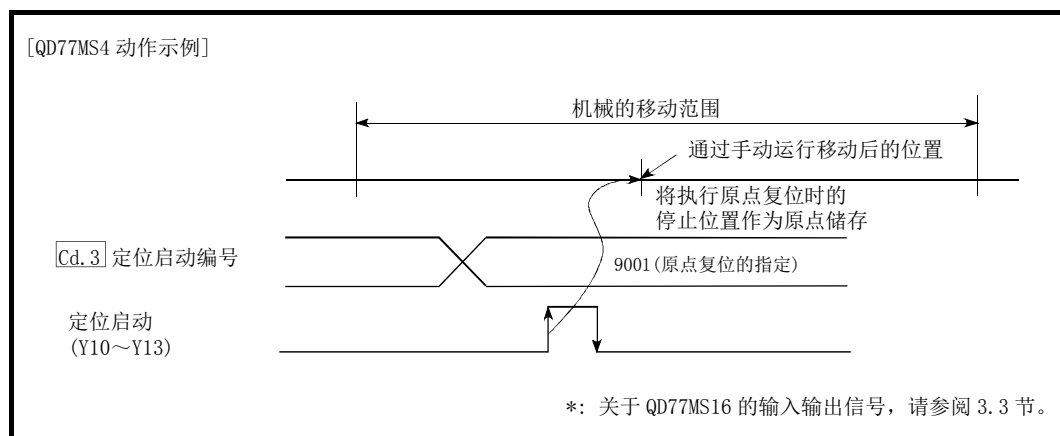 [QD77MS4 动作示例]
机械的移动范围
通过手动运行移动后的位置
将执行原点复位时的
停止位置作为原点储存
Cd.3 定位启动编号
9001(原点复位的指定)
定位启动
(Y10～Y13)
*: 关于 QD77MS16 的输入输出信号，请参阅 3.3 节。